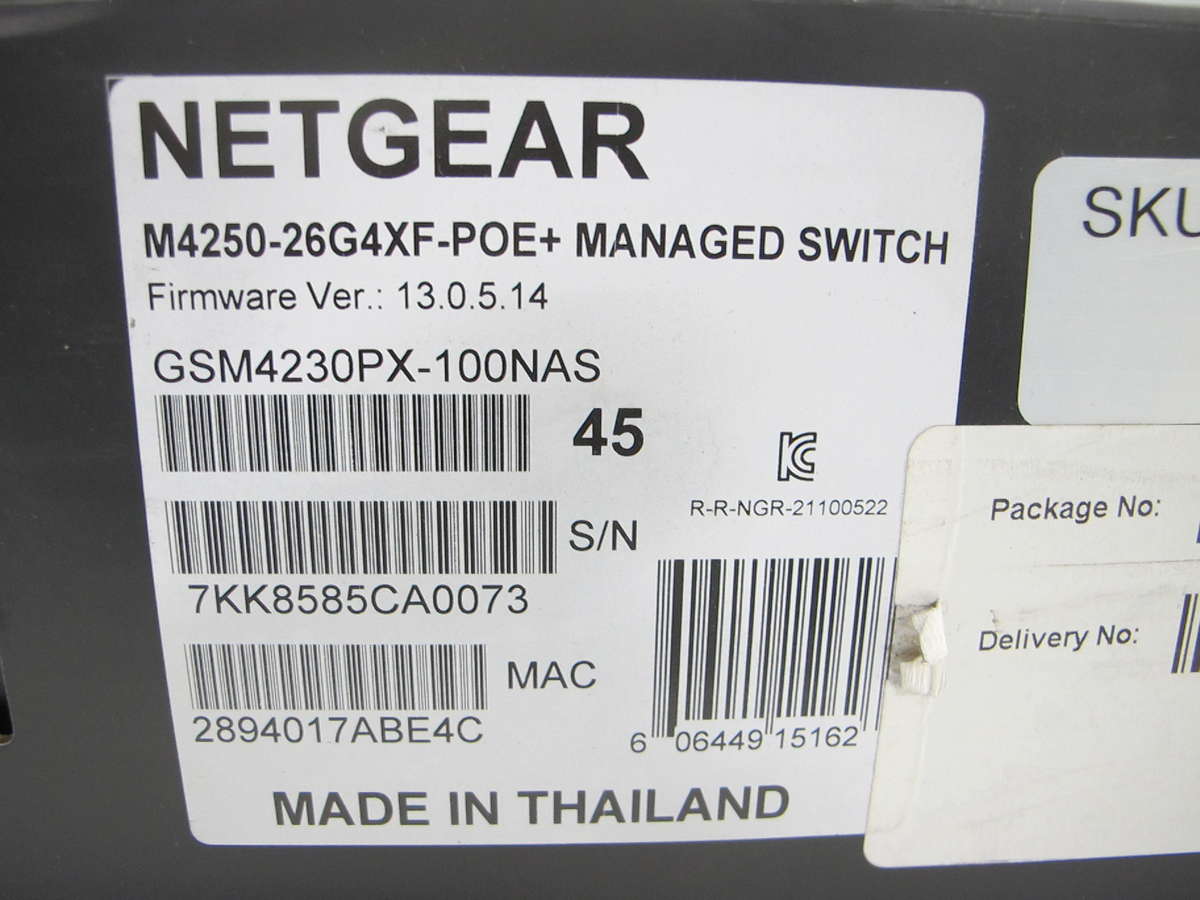 NETGEAR
M4250-26G4XF-POE+ MANAGED SWITCH
Firmware Ver.: 13.0.5.14
GSM4230PX-100NAS
45
R-R-NGR-21100522
S/N
7KK8585CA0073
MAC
2894017ABE4C
6 06449 15162
MADE IN THAILAND
SKU
Package No:
Delivery No: